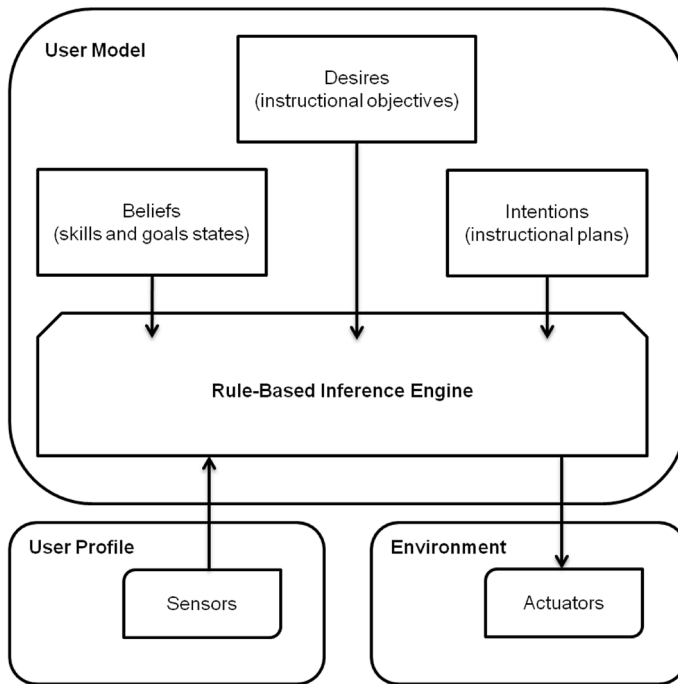 User Model
Desires
(instructional objectives)
Beliefs
(skills and goals states)
Intentions
(instructional plans)
Rule-Based Inference Engine
User Profile
Sensors
Environment
Actuators